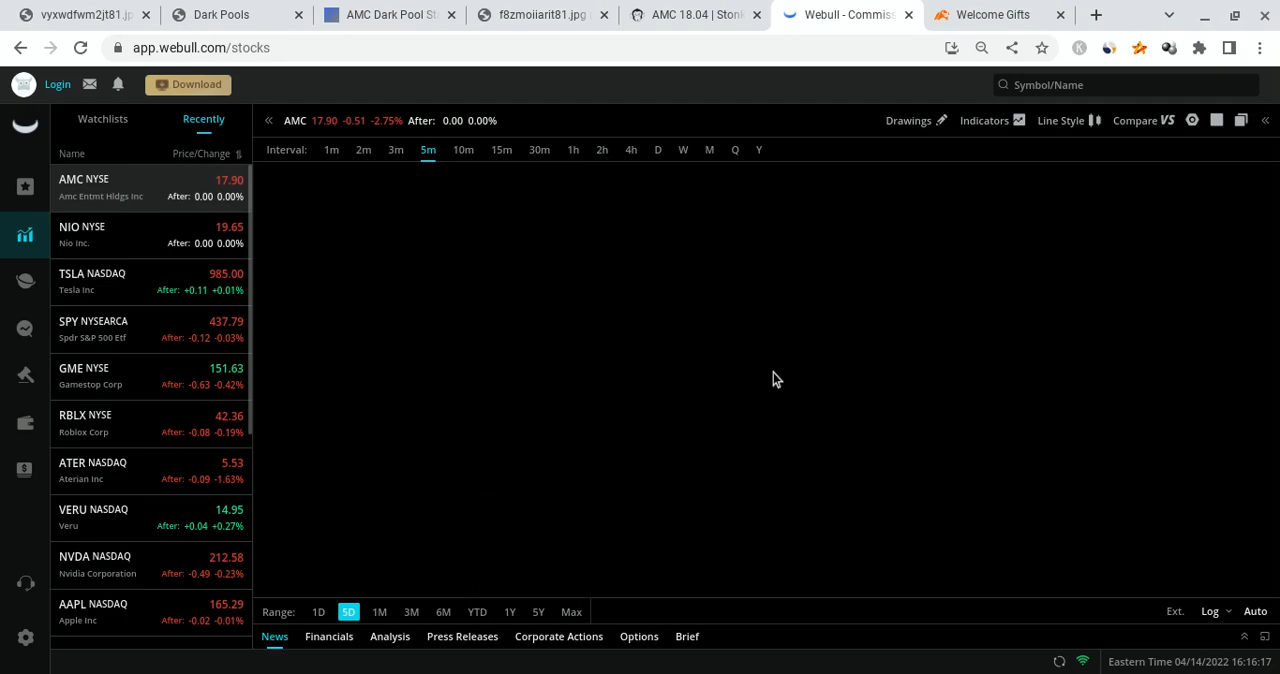 vyxwdfwm2jt81.jp
Dark Pools
AMC Dark Pool St
f8zmoiiarit81.jpg
AMC 18.04 | Stonk
Webull - Commis
Welcome Gifts
app.webull.com/stocks
K
Login
Download
Symbol/Name
Watchlists
Recently
AMC 17.90 -0.51 -2.75% After: 0.00 0.00%
Drawings
Indicators
Line Style
Compare VS
Name
Price/Change
Interval: 1m 2m 3m 5m 10m 15m 30m 1h 2h 4h D W M Q Y
AMC NYSE 17.90
Amc Entmt Hldgs Inc After: 0.00 0.00%
NIO NYSE 19.65
Nio Inc. After: 0.00 0.00%
TSLA NASDAQ 985.00
Tesla Inc After: +0.11 +0.01%
SPY NYSEARCA 437.79
Spdr S&P 500 Etf After: -0.12 -0.03%
GME NYSE 151.63
Gamestop Corp After: -0.63 -0.42%
RBLX NYSE 42.36
Roblox Corp After: -0.08 -0.19%
ATER NASDAQ 5.53
Aterian Inc After: -0.09 -1.63%
VERU NASDAQ 14.95
Veru After: +0.04 +0.27%
NVDA NASDAQ 212.58
Nvidia Corporation After: -0.49 -0.23%
AAPL NASDAQ 165.29
Apple Inc After: -0.02 -0.01%
Range: 1D 5D 1M 3M 6M YTD 1Y 5Y Max
Ext. Log Auto
News Financials Analysis Press Releases Corporate Actions Options Brief
Eastern Time 04/14/2022 16:16:17